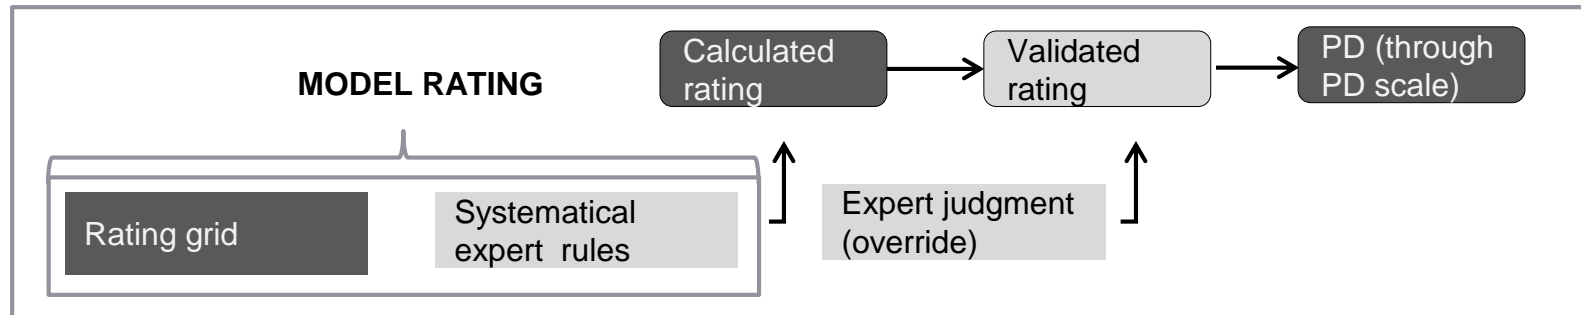 Calculated
rating
Validated
rating
PD (through
PD scale)
MODEL RATING
Rating grid
Systematical
expert rules
Expert judgment
(override)